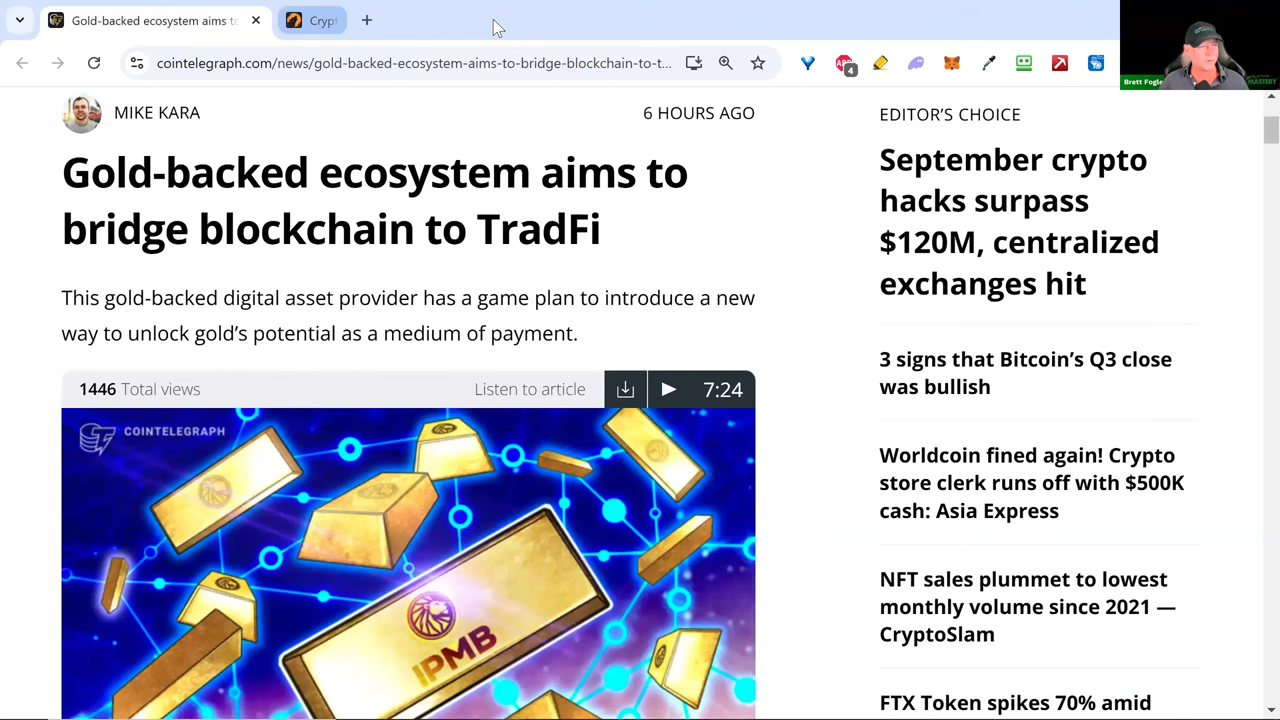 Gold-backed ecosystem aims to
Crypt
cointelegraph.com/news/gold-backed-ecosystem-aims-to-bridge-blockchain-to-t...
4
Brett Fogle
MASTERY
MIKE KARA
6 HOURS AGO
Gold-backed ecosystem aims to
bridge blockchain to TradFi
This gold-backed digital asset provider has a game plan to introduce a new
way to unlock gold’s potential as a medium of payment.
1446 Total views
Listen to article
7:24
COINTELEGRAPH
IPMB
EDITOR’S CHOICE
September crypto
hacks surpass
$120M, centralized
exchanges hit
3 signs that Bitcoin’s Q3 close
was bullish
Worldcoin fined again! Crypto
store clerk runs off with $500K
cash: Asia Express
NFT sales plummet to lowest
monthly volume since 2021 —
CryptoSlam
FTX Token spikes 70% amid